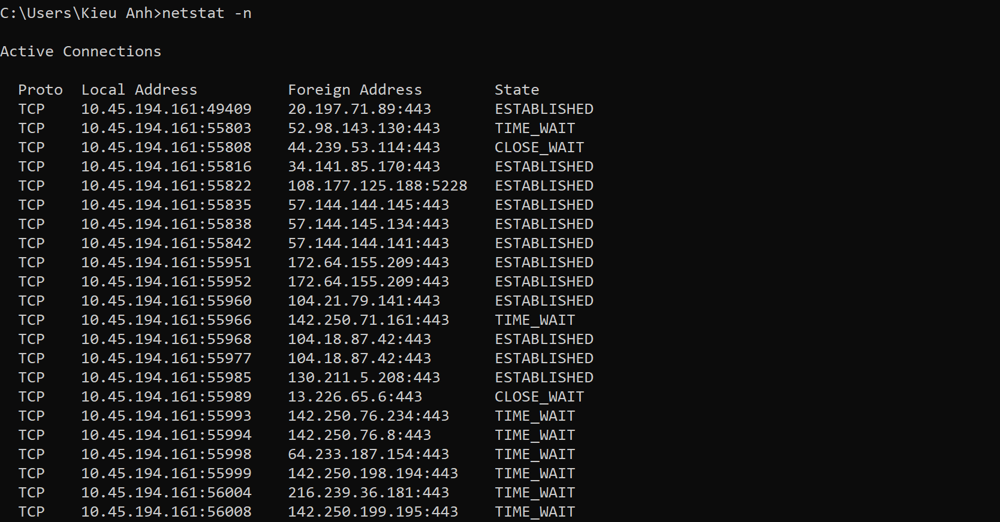 C:\Users\Kieu Anh>netstat -n
Active Connections
Proto  Local Address          Foreign Address        State
TCP    10.45.194.161:49409    20.197.71.89:443       ESTABLISHED
TCP    10.45.194.161:55803    52.98.143.130:443      TIME_WAIT
TCP    10.45.194.161:55808    44.239.53.114:443      CLOSE_WAIT
TCP    10.45.194.161:55816    34.141.85.170:443      ESTABLISHED
TCP    10.45.194.161:55822    108.177.125.188:5228   ESTABLISHED
TCP    10.45.194.161:55835    57.144.144.145:443     ESTABLISHED
TCP    10.45.194.161:55838    57.144.145.134:443     ESTABLISHED
TCP    10.45.194.161:55842    57.144.144.141:443     ESTABLISHED
TCP    10.45.194.161:55951    172.64.155.209:443     ESTABLISHED
TCP    10.45.194.161:55952    172.64.155.209:443     ESTABLISHED
TCP    10.45.194.161:55960    104.21.79.141:443      ESTABLISHED
TCP    10.45.194.161:55966    142.250.71.161:443     TIME_WAIT
TCP    10.45.194.161:55968    104.18.87.42:443       ESTABLISHED
TCP    10.45.194.161:55977    104.18.87.42:443       ESTABLISHED
TCP    10.45.194.161:55985    130.211.5.208:443      ESTABLISHED
TCP    10.45.194.161:55989    13.226.65.6:443        CLOSE_WAIT
TCP    10.45.194.161:55993    142.250.76.234:443     TIME_WAIT
TCP    10.45.194.161:55994    142.250.76.8:443       TIME_WAIT
TCP    10.45.194.161:55998    64.233.187.154:443     TIME_WAIT
TCP    10.45.194.161:55999    142.250.198.194:443    TIME_WAIT
TCP    10.45.194.161:56004    216.239.36.181:443     TIME_WAIT
TCP    10.45.194.161:56008    142.250.199.195:443    TIME_WAIT